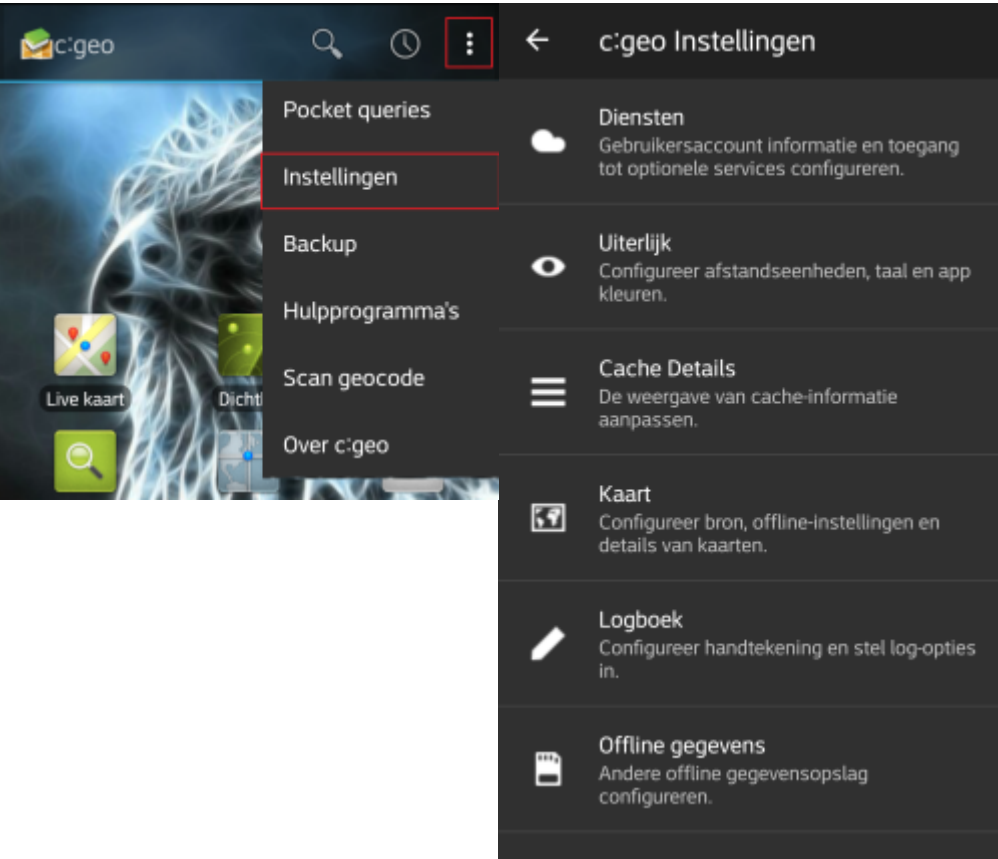 c:geo
Pocket queries
Instellingen
Backup
Hulpprogramma's
Scan geocode
Over c:geo
Live kaart
c:geo Instellingen
Diensten
Gebruikersaccount informatie en toegang
tot optionele services configureren.
Uiterlijk
Configureer afstandseenheden, taal en app
kleuren.
Cache Details
De weergave van cache-informatie
aanpassen.
Kaart
Configureer bron, offline-instellingen en
details van kaarten.
Logboek
Configureer handtekening en stel log-opties
in.
Offline gegevens
Andere offline gegevensopslag
configureren.